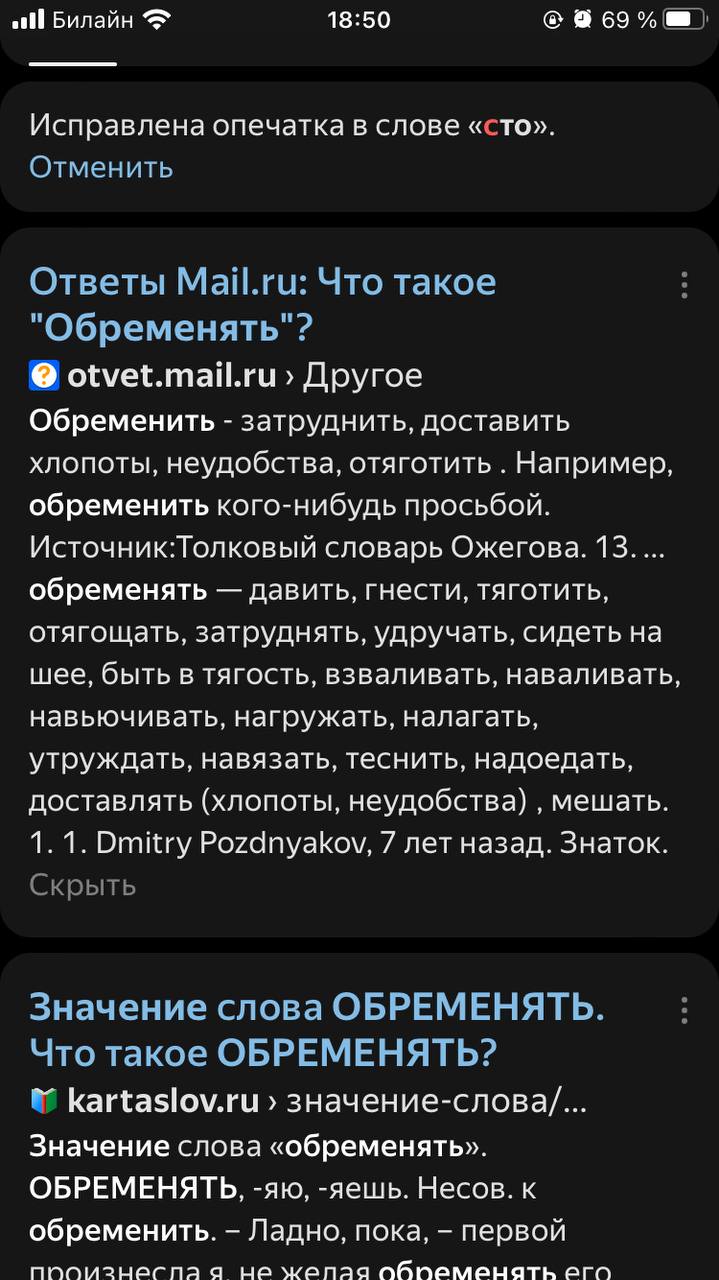 Билайн 18:50 69 %
Исправлена опечатка в слове «сто».
Отменить
Ответы Mail.ru: Что такое
"Обременять"?
otvet.mail.ru › Другое
Обременить - затруднить, доставить
хлопоты, неудобства, отяготить . Например,
обременить кого-нибудь просьбой.
Источник:Толковый словарь Ожегова. 13. ...
обременять — давить, гнести, тяготить,
отягощать, затруднять, удручать, сидеть на
шее, быть в тягость, взваливать, наваливать,
навьючивать, нагружать, налагать,
утруждать, навязать, теснить, надоедать,
доставлять (хлопоты, неудобства) , мешать.
1. 1. Dmitry Pozdnyakov, 7 лет назад. Знаток.
Скрыть
Значение слова ОБРЕМЕНЯТЬ.
Что такое ОБРЕМЕНЯТЬ?
kartaslov.ru › значение-слова/...
Значение слова «обременять».
ОБРЕМЕНЯТЬ, -яю, -яешь. Несов. к
обременить. – Ладно, пока, – первой
произнесла я, не желая обременять его